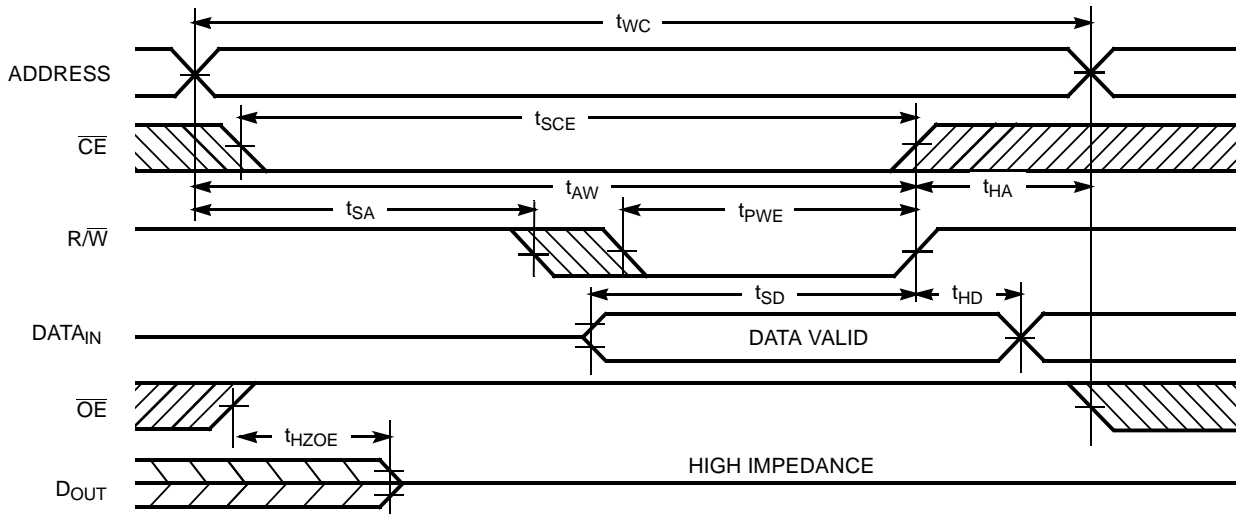 tWC
ADDRESS
tSCE
CE
tAW
tHA
tSA
tPWE
R/W
tSD
tHD
DATAIN
DATA VALID
OE
tHZOE
HIGH IMPEDANCE
DOUT